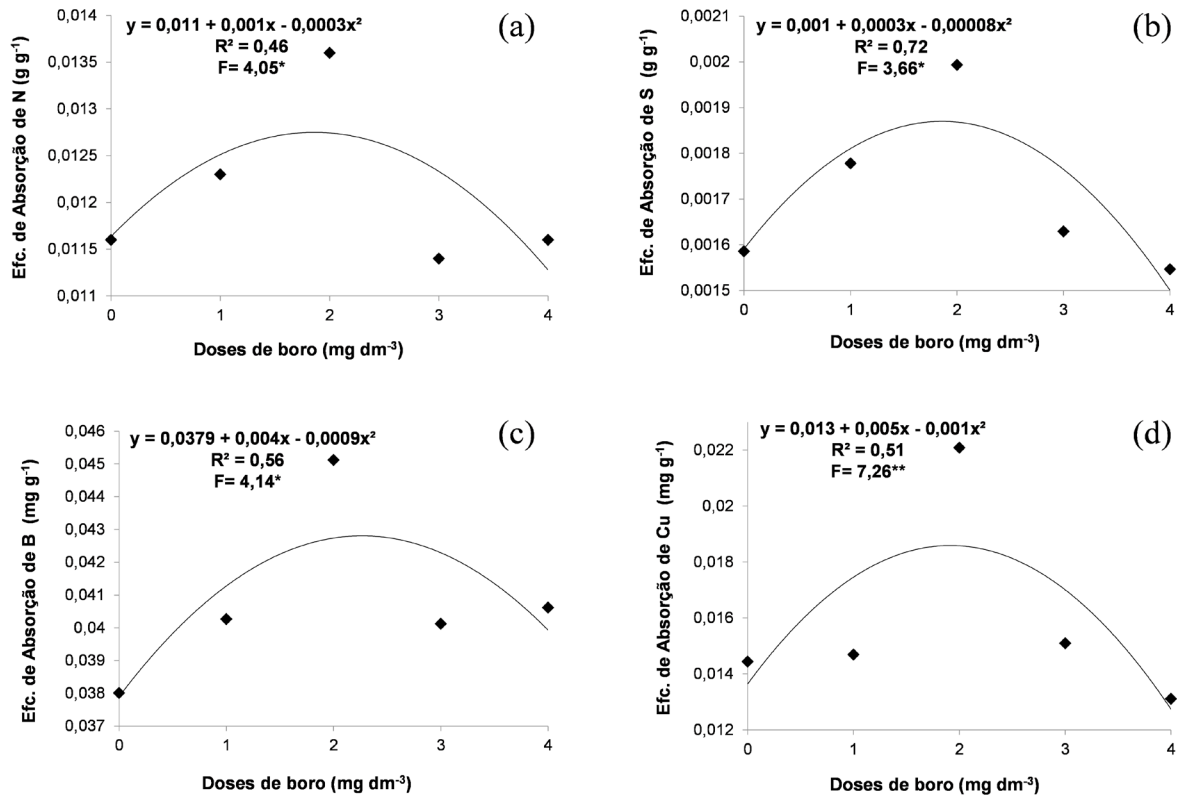 y = 0,011 + 0,001x - 0,0003x²
R² = 0,46
F= 4,05*
(a)
Efc. de Absorção de N (g g⁻¹)
0,014
0,0135
0,013
0,0125
0,012
0,0115
0,011
0 1 2 3 4
Doses de boro (mg dm⁻³)
y = 0,001 + 0,0003x - 0,00008x²
R² = 0,72
F= 3,66*
(b)
Efc. de Absorção de S (g g⁻¹)
0,0021
0,002
0,0019
0,0018
0,0017
0,0016
0,0015
0 1 2 3 4
Doses de boro (mg dm⁻³)
y = 0,0379 + 0,004x - 0,0009x²
R² = 0,56
F= 4,14*
(c)
Efc. de Absorção de B (mg g⁻¹)
0,046
0,045
0,044
0,043
0,042
0,041
0,04
0,039
0,038
0,037
0 1 2 3 4
Doses de boro (mg dm⁻³)
y = 0,013 + 0,005x - 0,001x²
R² = 0,51
F= 7,26**
(d)
Efc. de Absorção de Cu (mg g⁻¹)
0,022
0,02
0,018
0,016
0,014
0,012
0 1 2 3 4
Doses de boro (mg dm⁻³)